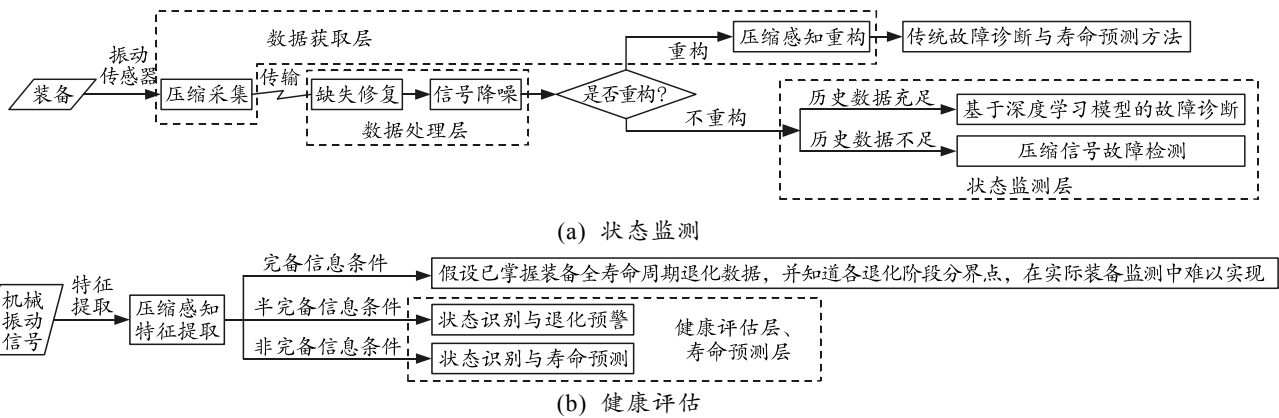 数据获取层
振动
传感器
装备
压缩采集
传输
缺失修复
信号降噪
数据处理层
是否重构?
重构
压缩感知重构
传统故障诊断与寿命预测方法
不重构
历史数据充足
基于深度学习模型的故障诊断
历史数据不足
压缩信号故障检测
状态监测层
(a) 状态监测
机械
振动
信号
特征
提取
压缩感知
特征提取
完备信息条件
假设已掌握装备全寿命周期退化数据，并知道各退化阶段分界点，在实际装备监测中难以实现
半完备信息条件
状态识别与退化预警
非完备信息条件
状态识别与寿命预测
健康评估层、
寿命预测层
(b) 健康评估